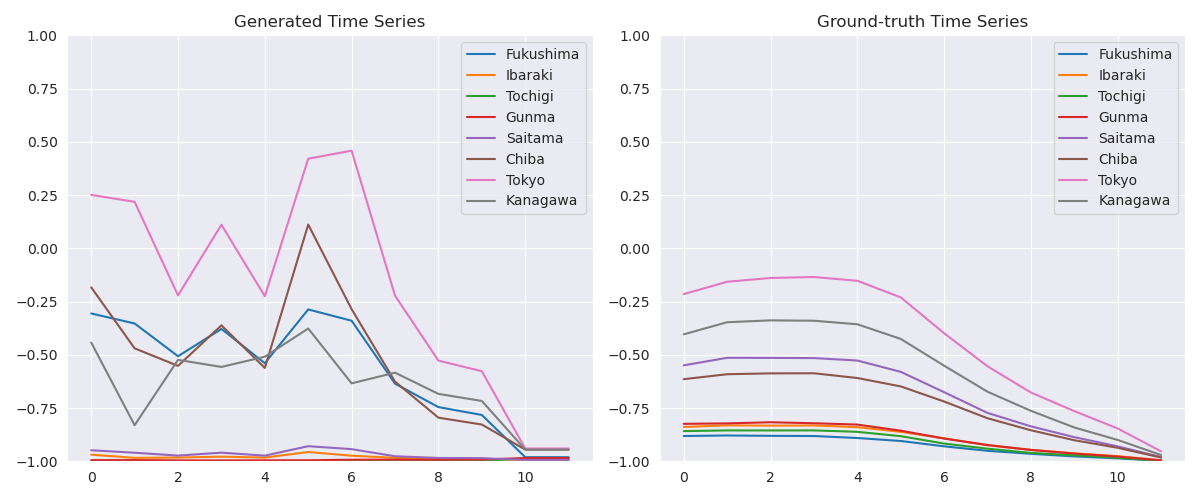 Generated Time Series
1.00
0.75
0.50
0.25
0.00
−0.25
−0.50
−0.75
−1.00
0 2 4 6 8 10
Fukushima
Ibaraki
Tochigi
Gunma
Saitama
Chiba
Tokyo
Kanagawa
Ground-truth Time Series
1.00
0.75
0.50
0.25
0.00
−0.25
−0.50
−0.75
−1.00
0 2 4 6 8 10
Fukushima
Ibaraki
Tochigi
Gunma
Saitama
Chiba
Tokyo
Kanagawa